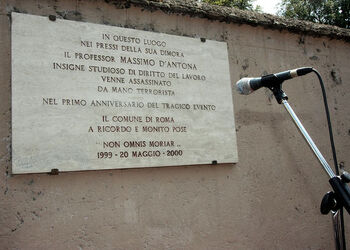 IN QUESTO LUOGO
NEI PRESSI DELLA SUA DIMORA
IL PROFESSOR MASSIMO D'ANTONA
INSIGNE STUDIOSO DI DIRITTO DEL LAVORO
VENNE ASSASSINATO
DA MANO TERRORISTA
NEL PRIMO ANNIVERSARIO DEL TRAGICO EVENTO
IL COMUNE DI ROMA
A RICORDO E MONITO POSE
"NON OMNIS MORIAR..
1999 - 20 MAGGIO - 2000